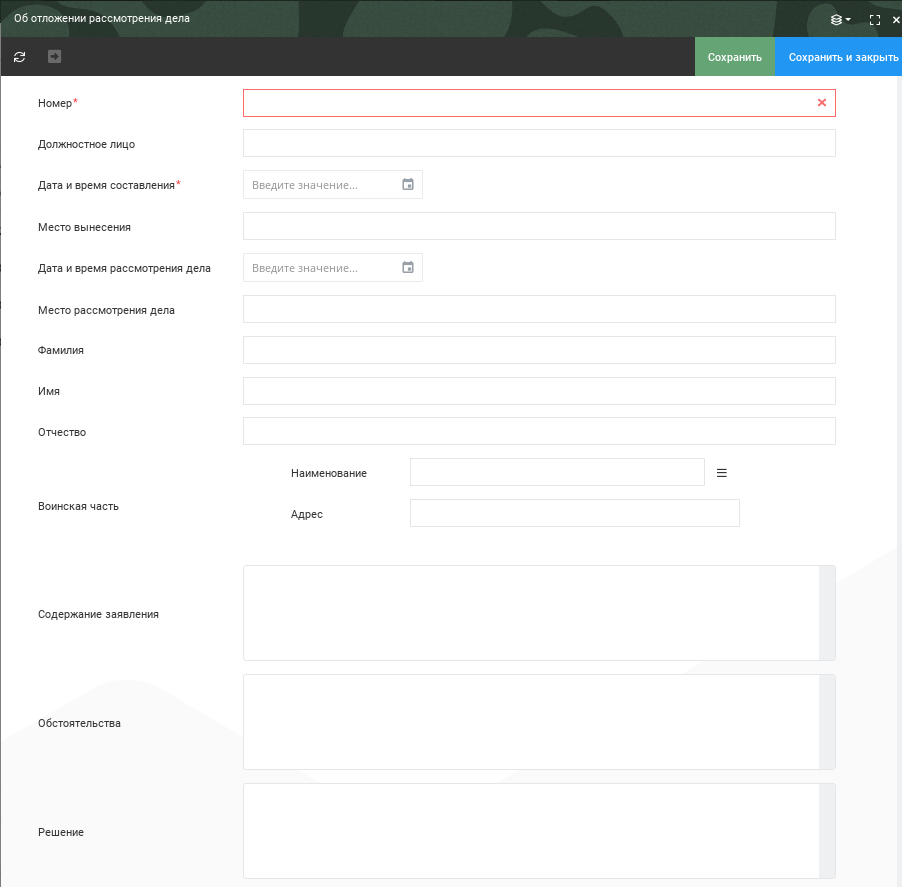 Об отложении рассмотрения дела
Сохранить
Сохранить и закрыть
Номер*
Должностное лицо
Дата и время составления*
Введите значение...
Место вынесения
Дата и время рассмотрения дела
Введите значение...
Место рассмотрения дела
Фамилия
Имя
Отчество
Воинская часть
Наименование
Адрес
Содержание заявления
Обстоятельства
Решение